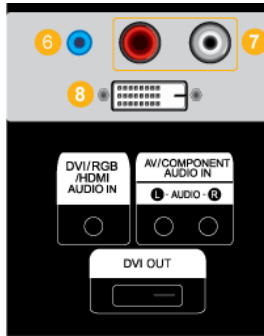 6
7
8
DVI/RGB
/HDMI
AUDIO IN
AV/COMPONENT
AUDIO IN
L - AUDIO - R
DVI OUT